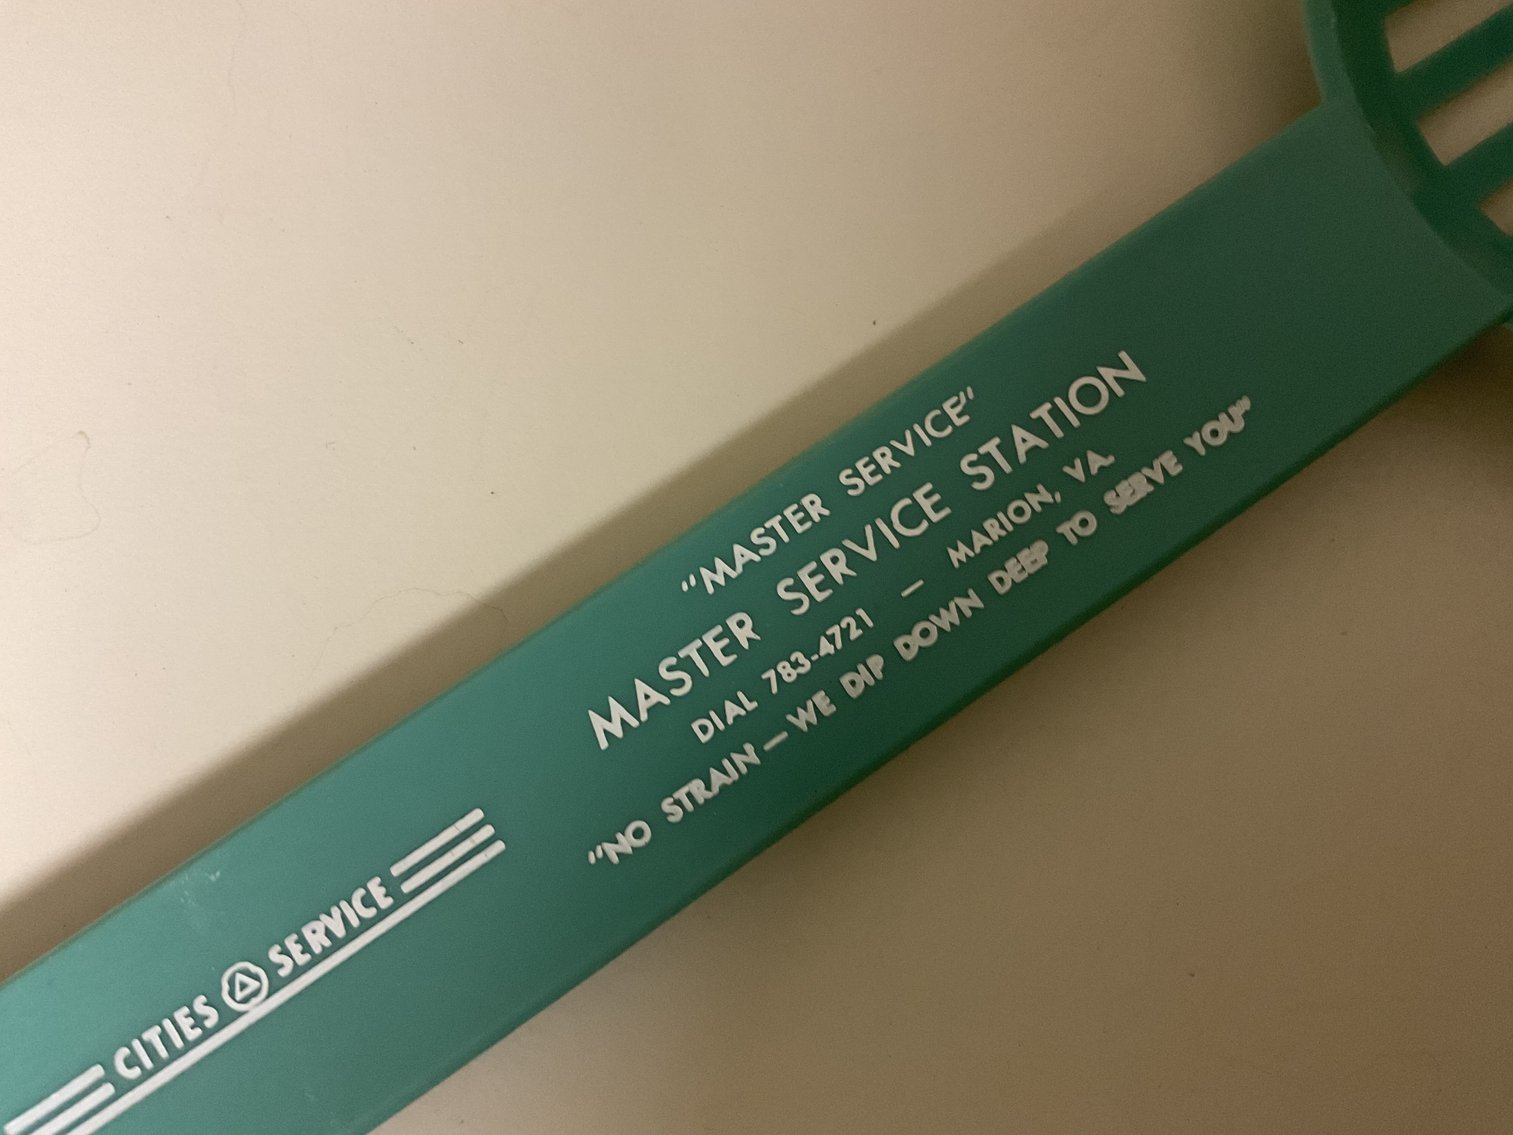 "MASTER SERVICE"
MASTER SERVICE STATION
DIAL 783-4721 — MARION, VA.
"NO STRAIN — WE DIP DOWN DEEP TO SERVE YOU"
CITIES SERVICE